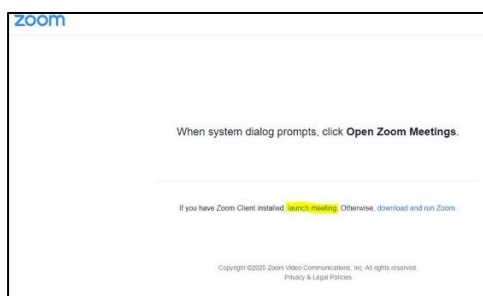 zoom
When system dialog prompts, click Open Zoom Meetings.
If you have Zoom Client installed, launch meeting. Otherwise, download and run Zoom.
Copyright ©2020 Zoom Video Communications, Inc. All rights reserved.
Privacy & Legal Policies